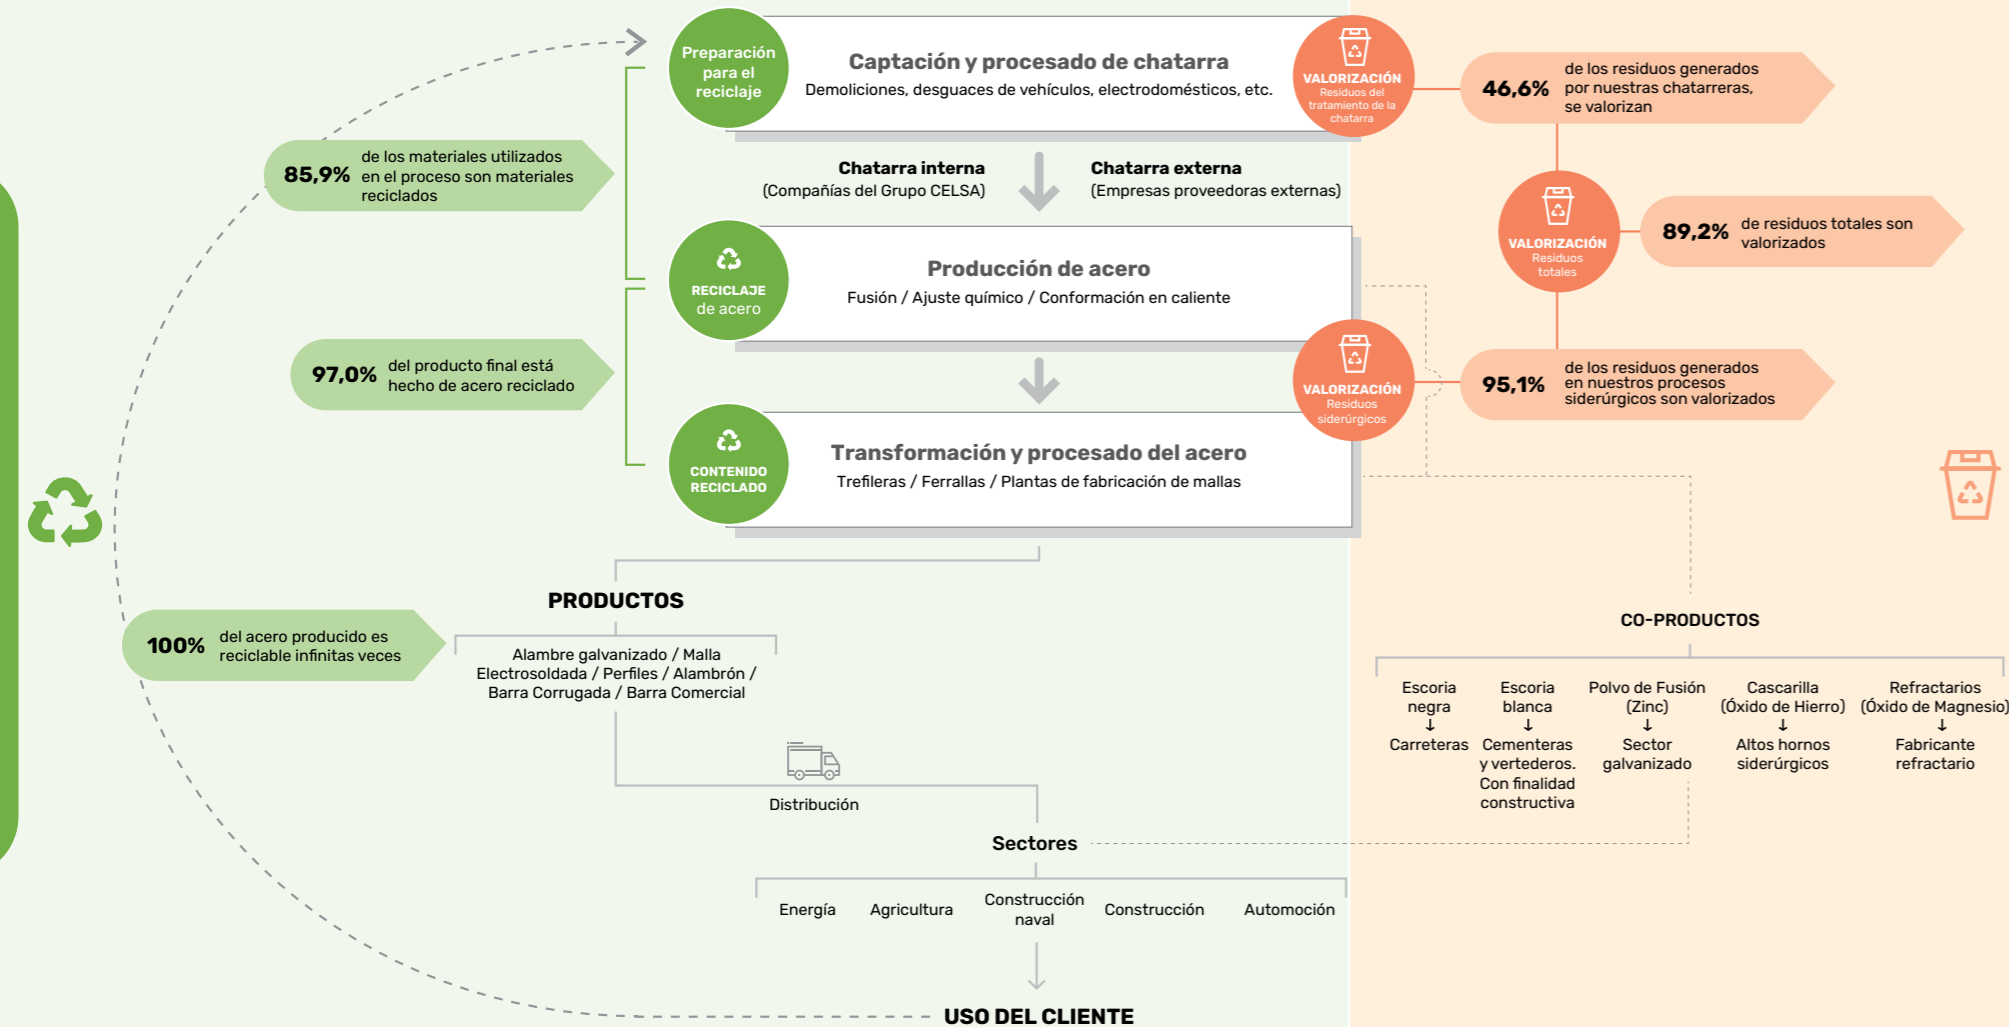 Preparación
para el
reciclaje
Captación y procesado de chatarra
Demoliciones, desguaces de vehículos, electrodomésticos, etc.
VALORIZACIÓN
Residuos del
tratamiento de la
chatarra
46,6%
de los residuos generados
por nuestras chatarreras,
se valorizan
85,9%
de los materiales utilizados
en el proceso son materiales
reciclados
Chatarra interna
(Compañías del Grupo CELSA)
Chatarra externa
(Empresas proveedoras externas)
VALORIZACIÓN
Residuos
totales
89,2%
de residuos totales son
valorizados
RECICLAJE
de acero
Producción de acero
Fusión / Ajuste químico / Conformación en caliente
97,0%
del producto final está
hecho de acero reciclado
VALORIZACIÓN
Residuos
siderúrgicos
95,1%
de los residuos generados
en nuestros procesos
siderúrgicos son valorizados
CONTENIDO
RECICLADO
Transformación y procesado del acero
Trefileras / Ferrallas / Plantas de fabricación de mallas
PRODUCTOS
100%
del acero producido es
reciclable infinitas veces
Alambre galvanizado / Malla
Electrosoldada / Perfiles / Alambrón /
Barra Corrugada / Barra Comercial
CO-PRODUCTOS
Escoria
negra
↓
Carreteras
Escoria
blanca
↓
Cementeras
y vertederos.
Con finalidad
constructiva
Polvo de Fusión
(Zinc)
↓
Sector
galvanizado
Cascarilla
(Óxido de Hierro)
↓
Altos hornos
siderúrgicos
Refractarios
(Óxido de Magnesio)
↓
Fabricante
refractario
Distribución
Sectores
Energía
Agricultura
Construcción
naval
Construcción
Automoción
USO DEL CLIENTE